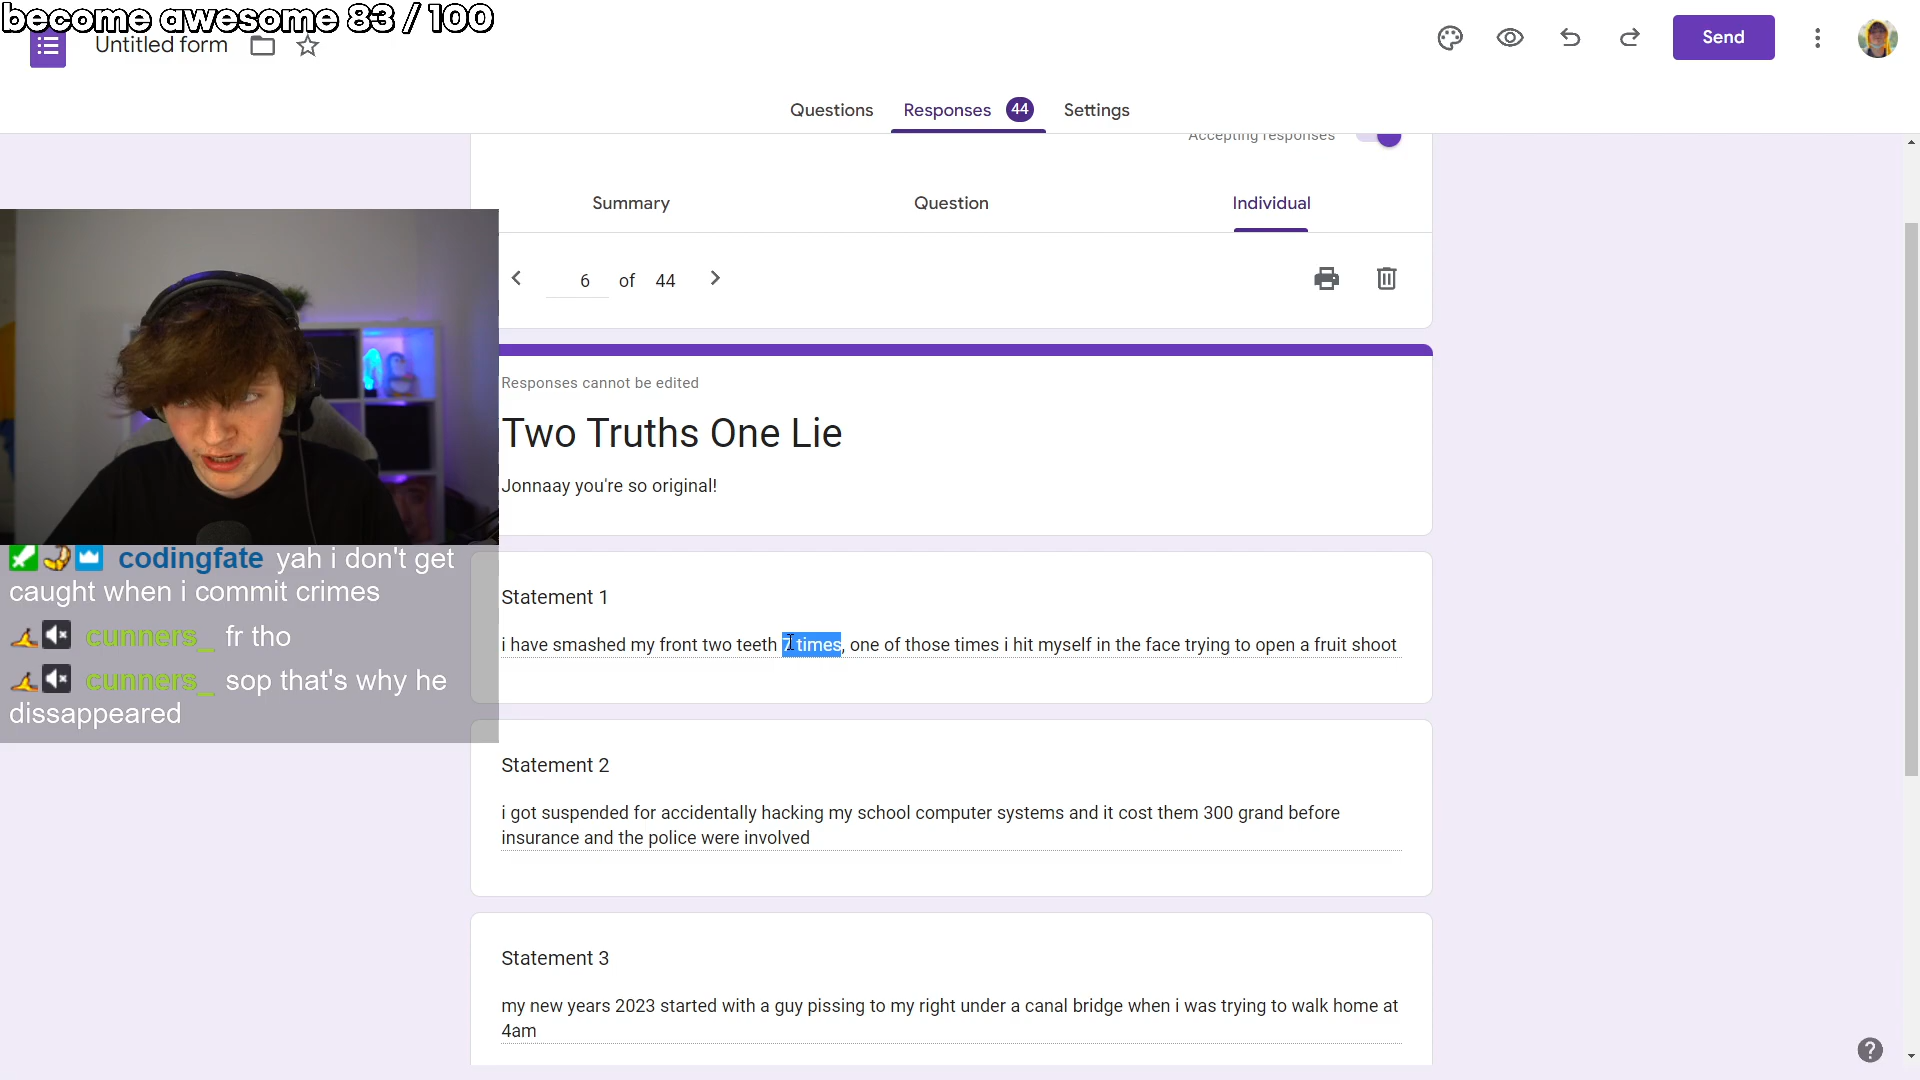 become awesome 83 / 100
Untitled form
Send
Questions
Responses 44
Settings
Accepting responses
Summary
Question
Individual
6 of 44
Responses cannot be edited
Two Truths One Lie
Jonnaay you're so original!
codingfate yah i don't get
caught when i commit crimes
cunners_ fr tho
cunners_ sop that's why he
dissappeared
Statement 1
i have smashed my front two teeth 7 times, one of those times i hit myself in the face trying to open a fruit shoot
Statement 2
i got suspended for accidentally hacking my school computer systems and it cost them 300 grand before
insurance and the police were involved
Statement 3
my new years 2023 started with a guy pissing to my right under a canal bridge when i was trying to walk home at
4am